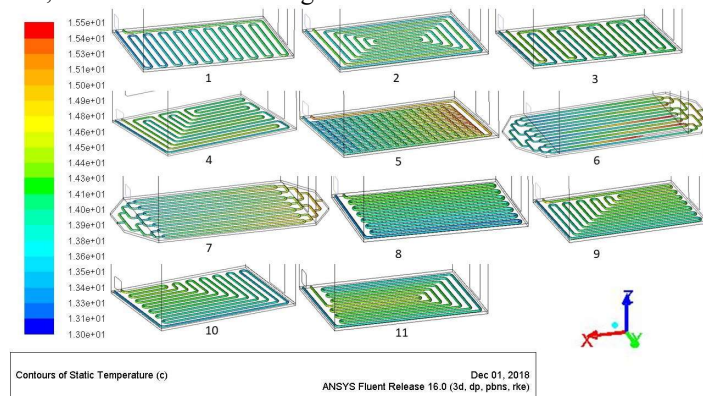 1.55e+01
1.54e+01
1.53e+01
1.51e+01
1.50e+01
1.49e+01
1.48e+01
1.46e+01
1.45e+01
1.44e+01
1.43e+01
1.41e+01
1.40e+01
1.39e+01
1.38e+01
1.36e+01
1.35e+01
1.34e+01
1.33e+01
1.31e+01
1.30e+01
1
2
3
4
5
6
7
8
9
10
11
Z
X
Y
Contours of Static Temperature (c)
Dec 01, 2018
ANSYS Fluent Release 16.0 (3d, dp, pbns, rke)